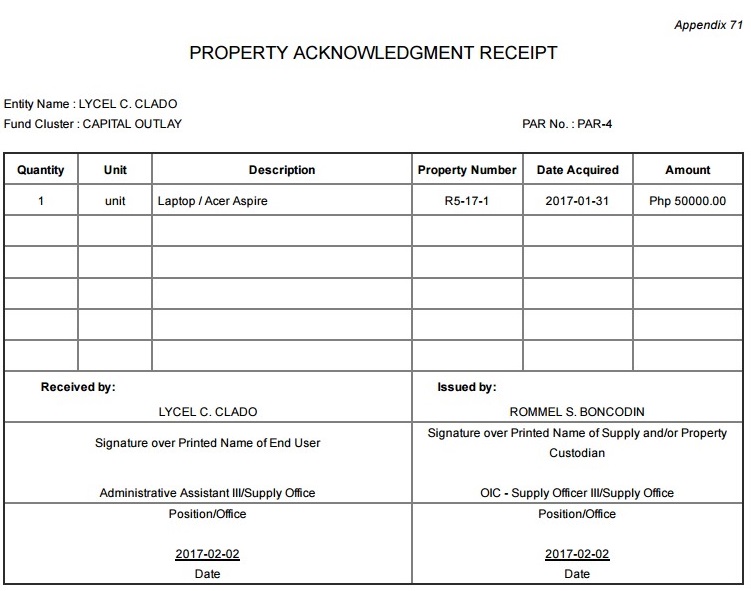 Appendix 71
PROPERTY ACKNOWLEDGMENT RECEIPT
Entity Name : LYCEL C. CLADO
Fund Cluster : CAPITAL OUTLAY PAR No. : PAR-4
Quantity Unit Description Property Number Date Acquired Amount
1 unit Laptop / Acer Aspire R5-17-1 2017-01-31 Php 50000.00
Received by: Issued by:
LYCEL C. CLADO ROMMEL S. BONCODIN
Signature over Printed Name of End User Signature over Printed Name of Supply and/or Property
Custodian
Administrative Assistant III/Supply Office OIC - Supply Officer III/Supply Office
Position/Office Position/Office
2017-02-02 2017-02-02
Date Date